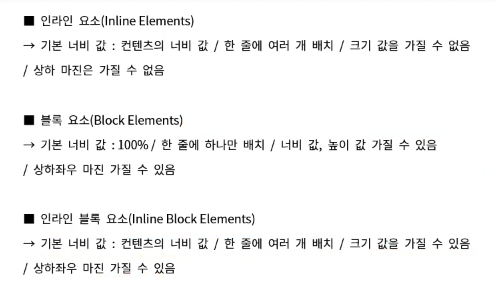 ■ 인라인 요소(Inline Elements)
→ 기본 너비 값 : 컨텐츠의 너비 값 / 한 줄에 여러 개 배치 / 크기 값을 가질 수 없음
/ 상하 마진은 가질 수 없음
■ 블록 요소(Block Elements)
→ 기본 너비 값 : 100% / 한 줄에 하나만 배치 / 너비 값, 높이 값 가질 수 있음
/ 상하좌우 마진 가질 수 있음
■ 인라인 블록 요소(Inline Block Elements)
→ 기본 너비 값 : 컨텐츠의 너비 값 / 한 줄에 여러 개 배치 / 크기 값을 가질 수 있음
/ 상하좌우 마진 가질 수 있음